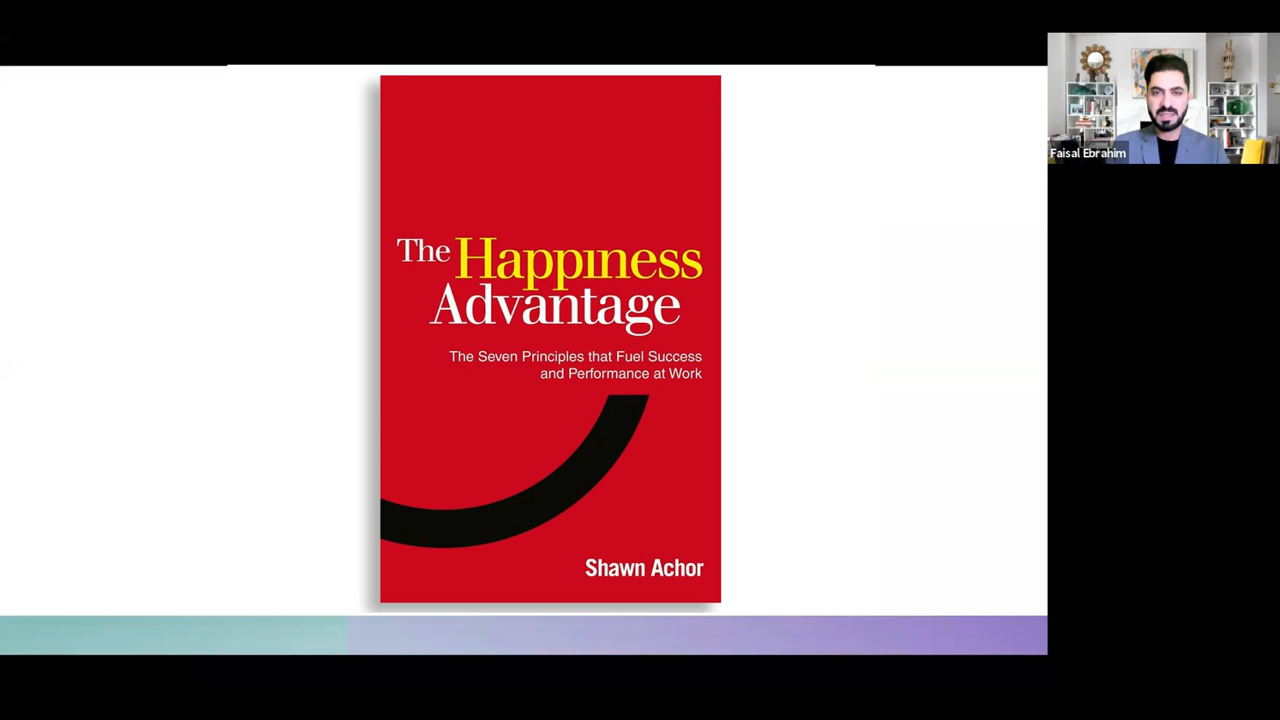 The Happiness
Advantage
The Seven Principles that Fuel Success
and Performance at Work
Shawn Achor
Faisal Ebrahim